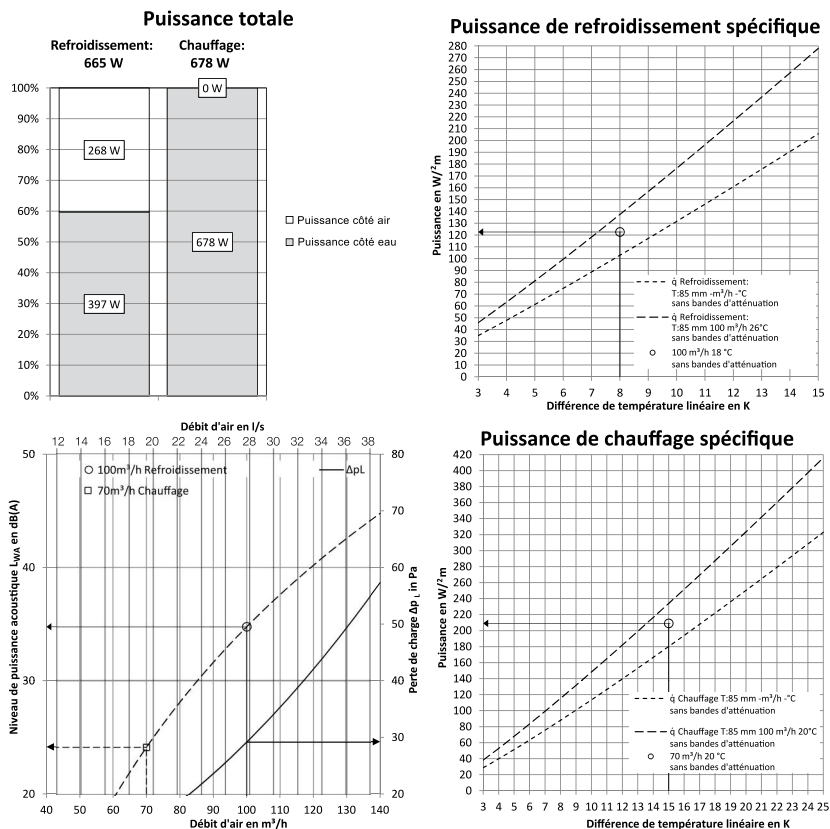 Puissance totale
Refroidissement:
665 W
Chauffage:
678 W
100%
90%
80%
70%
60%
50%
40%
30%
20%
10%
0%
0 W
268 W
678 W
397 W
Puissance côté air
Puissance côté eau
Puissance de refroidissement spécifique
Puissance en W/²m
280
270
260
250
240
230
220
210
200
190
180
170
160
150
140
130
120
110
100
90
80
70
60
50
40
30
20
10
0
q̇ Refroidissement:
T:85 mm -m³/h -°C
sans bandes d'atténuation
q̇ Refroidissement:
T:85 mm 100 m³/h 26°C
sans bandes d'atténuation
100 m³/h 18 °C
sans bandes d'atténuation
3 4 5 6 7 8 9 10 11 12 13 14 15
Différence de température linéaire en K
Débit d'air en l/s
12 14 16 18 20 22 24 26 28 30 32 34 36 38
Niveau de puissance acoustique LWA en dB(A)
50
40
30
20
100m³/h Refroidissement
70m³/h Chauffage
ΔpL
80
70
60
50
40
30
20
Perte de charge Δp L in Pa
40 50 60 70 80 90 100 110 120 130 140
Débit d'air en m³/h
Puissance de chauffage spécifique
Puissance en W/²m
420
400
380
360
340
320
300
280
260
240
220
200
180
160
140
120
100
80
60
40
20
0
q̇ Chauffage T:85 mm -m³/h -°C
sans bandes d'atténuation
q̇ Chauffage T:85 mm 100 m³/h 20°C
sans bandes d'atténuation
70 m³/h 20 °C
sans bandes d'atténuation
3 4 5 6 7 8 9 10 11 12 13 14 15 16 17 18 19 20 21 22 23 24 25
Différence de température linéaire en K